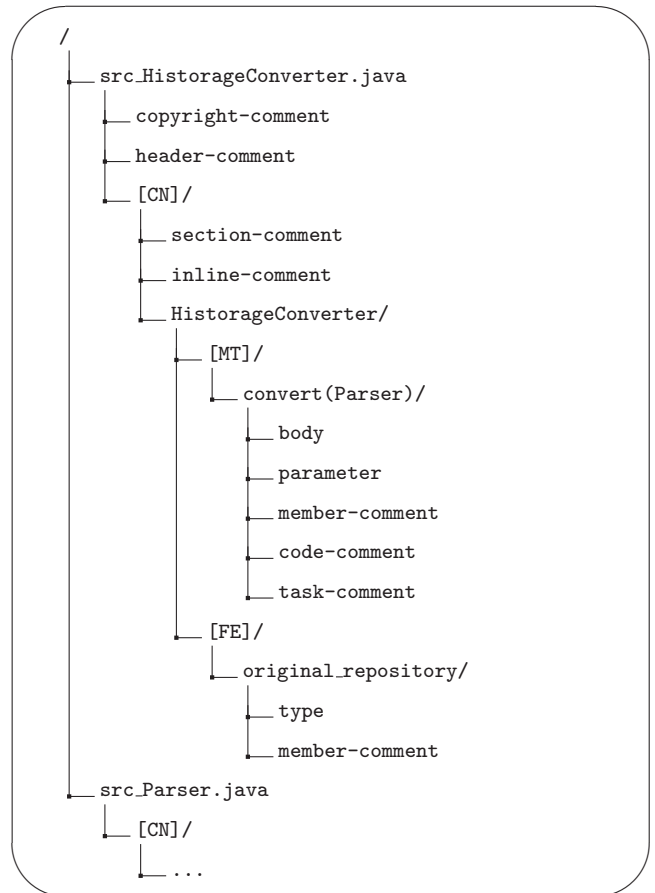 /
src_HistorageConverter.java
copyright-comment
header-comment
[CN]/
section-comment
inline-comment
HistorageConverter/
[MT]/
convert(Parser)/
body
parameter
member-comment
code-comment
task-comment
[FE]/
original_repository/
type
member-comment
src_Parser.java
[CN]/
...